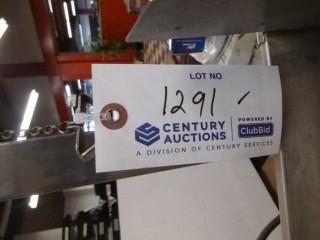 LOT NO
1291 -
CENTURY AUCTIONS
POWERED BY
ClubBid
A DIVISION OF CENTURY SERVICES